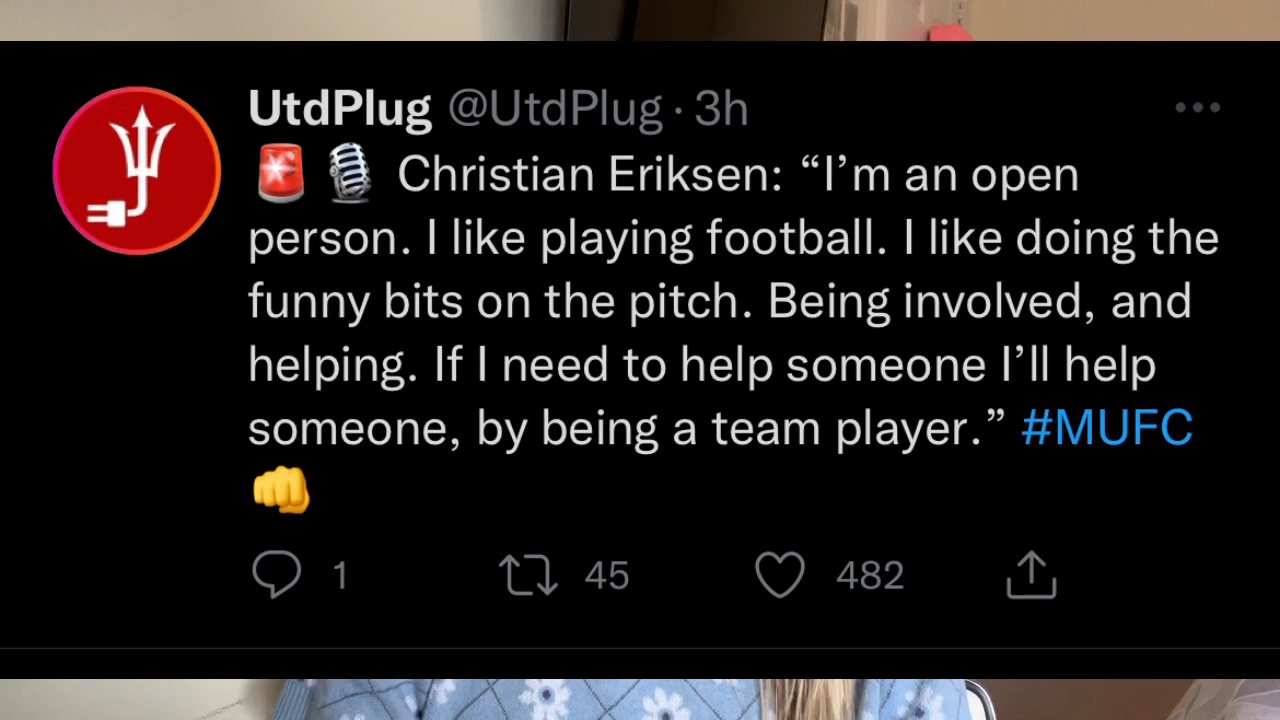 UtdPlug @UtdPlug · 3h
🚨 🎙️ Christian Eriksen: “I’m an open
person. I like playing football. I like doing the
funny bits on the pitch. Being involved, and
helping. If I need to help someone I’ll help
someone, by being a team player.” #MUFC
👊
1 45 482